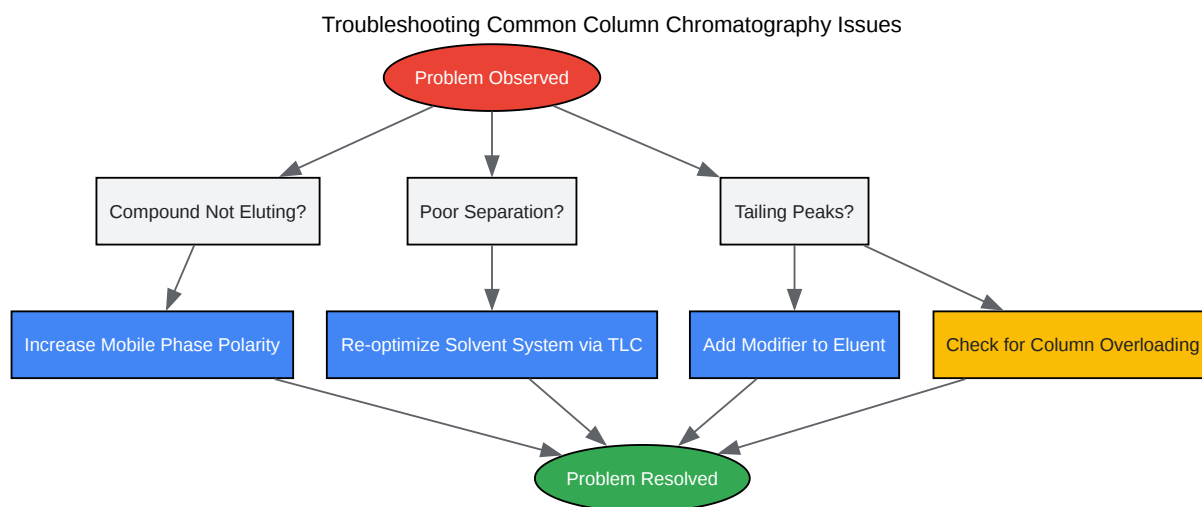 Troubleshooting Common Column Chromatography Issues
Problem Observed
Compound Not Eluting?
Poor Separation?
Tailing Peaks?
Increase Mobile Phase Polarity
Re-optimize Solvent System via TLC
Add Modifier to Eluent
Check for Column Overloading
Problem Resolved